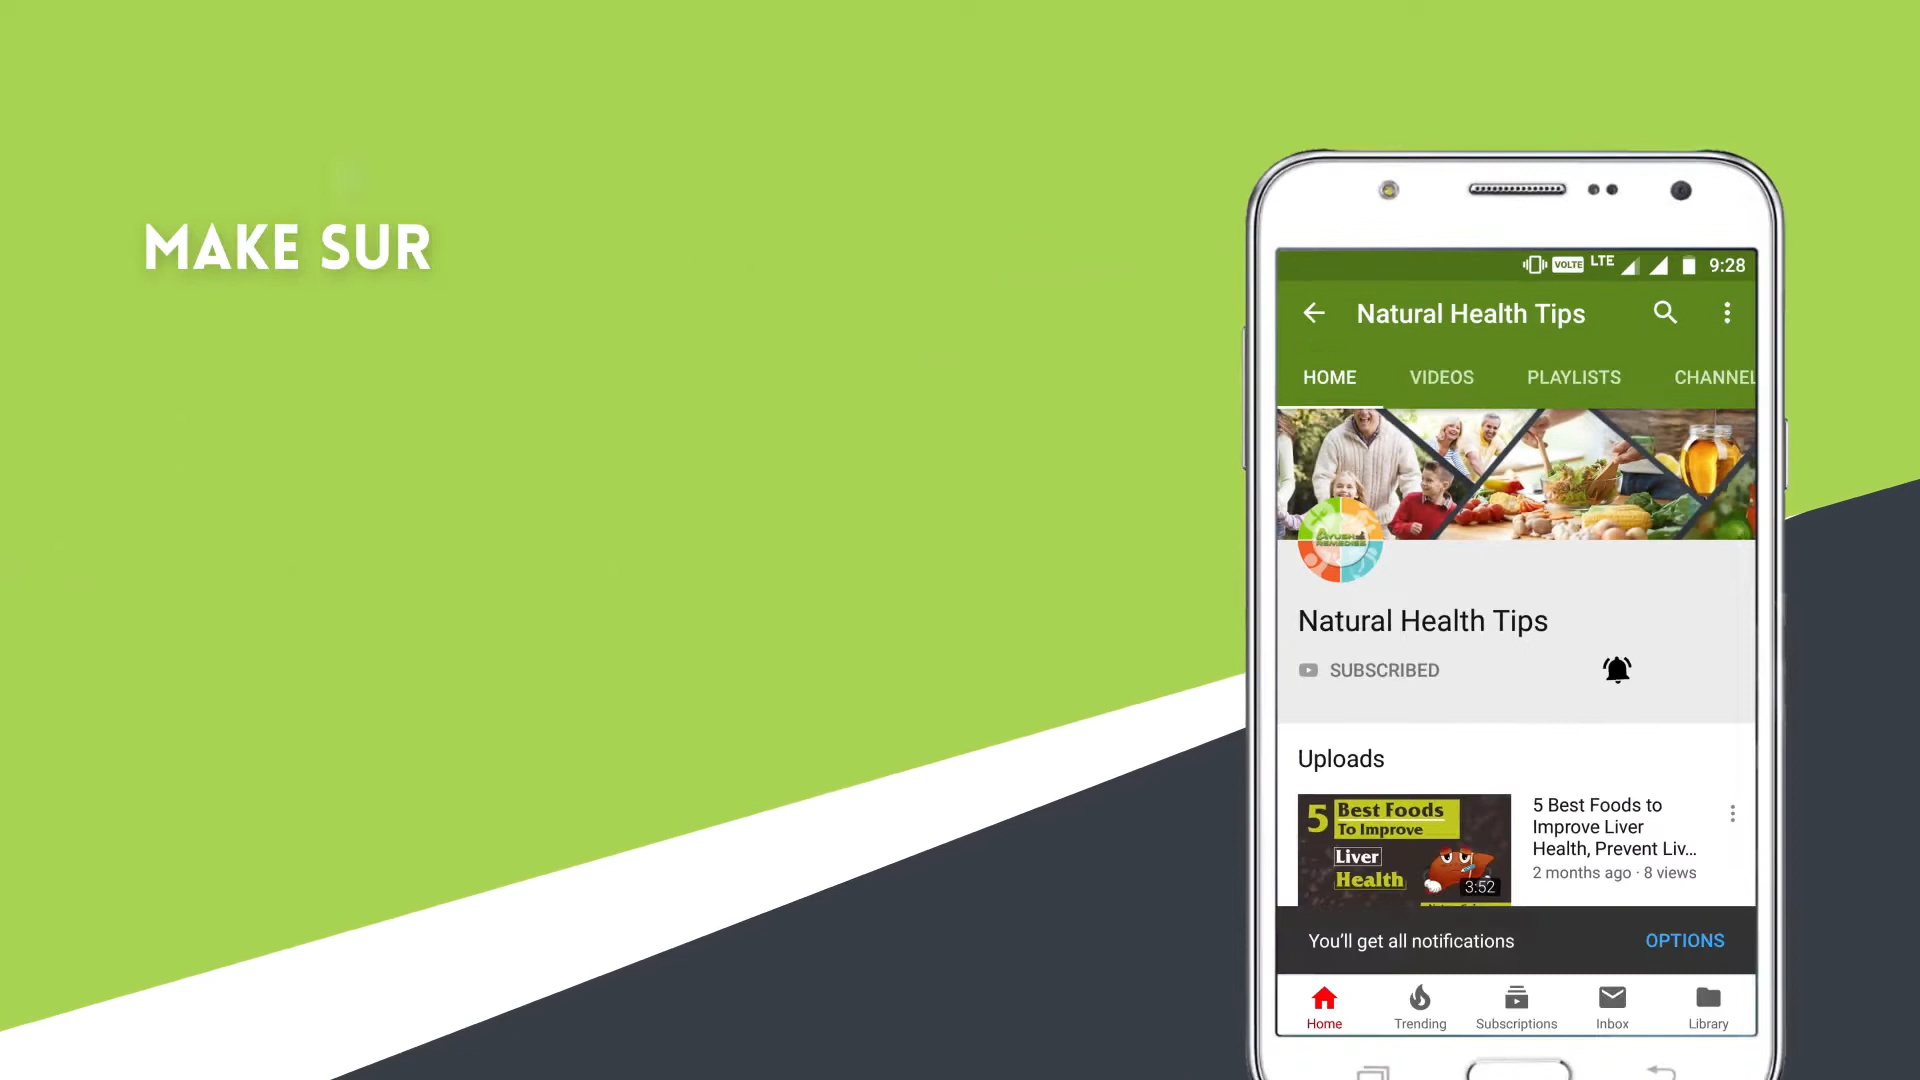 MAKE SUR
VOLTE LTE 9:28
Natural Health Tips
HOME VIDEOS PLAYLISTS CHANNEL
AYUSH
REMEDIES
Natural Health Tips
SUBSCRIBED
Uploads
5 Best Foods
To Improve
Liver
Health
3:52
5 Best Foods to
Improve Liver
Health, Prevent Liv...
2 months ago · 8 views
You'll get all notifications OPTIONS
Home Trending Subscriptions Inbox Library